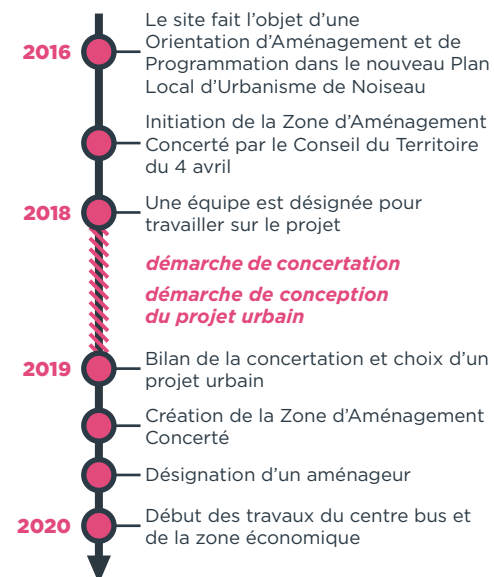 Le site fait l'objet d'une
2016
Orientation d'Aménagement et de
Programmation dans le nouveau Plan
Local d'Urbanisme de Noiseau
Initiation de la Zone d'Aménagement
Concerté par le Conseil du Territoire
du 4 avril
2018
Une équipe est désignée pour
travailler sur le projet
démarche de concertation
démarche de conception
du projet urbain
2019
Bilan de la concertation et choix d'un
projet urbain
Création de la Zone d'Aménagement
Concerté
Désignation d'un aménageur
2020
Début des travaux du centre bus et
de la zone économique